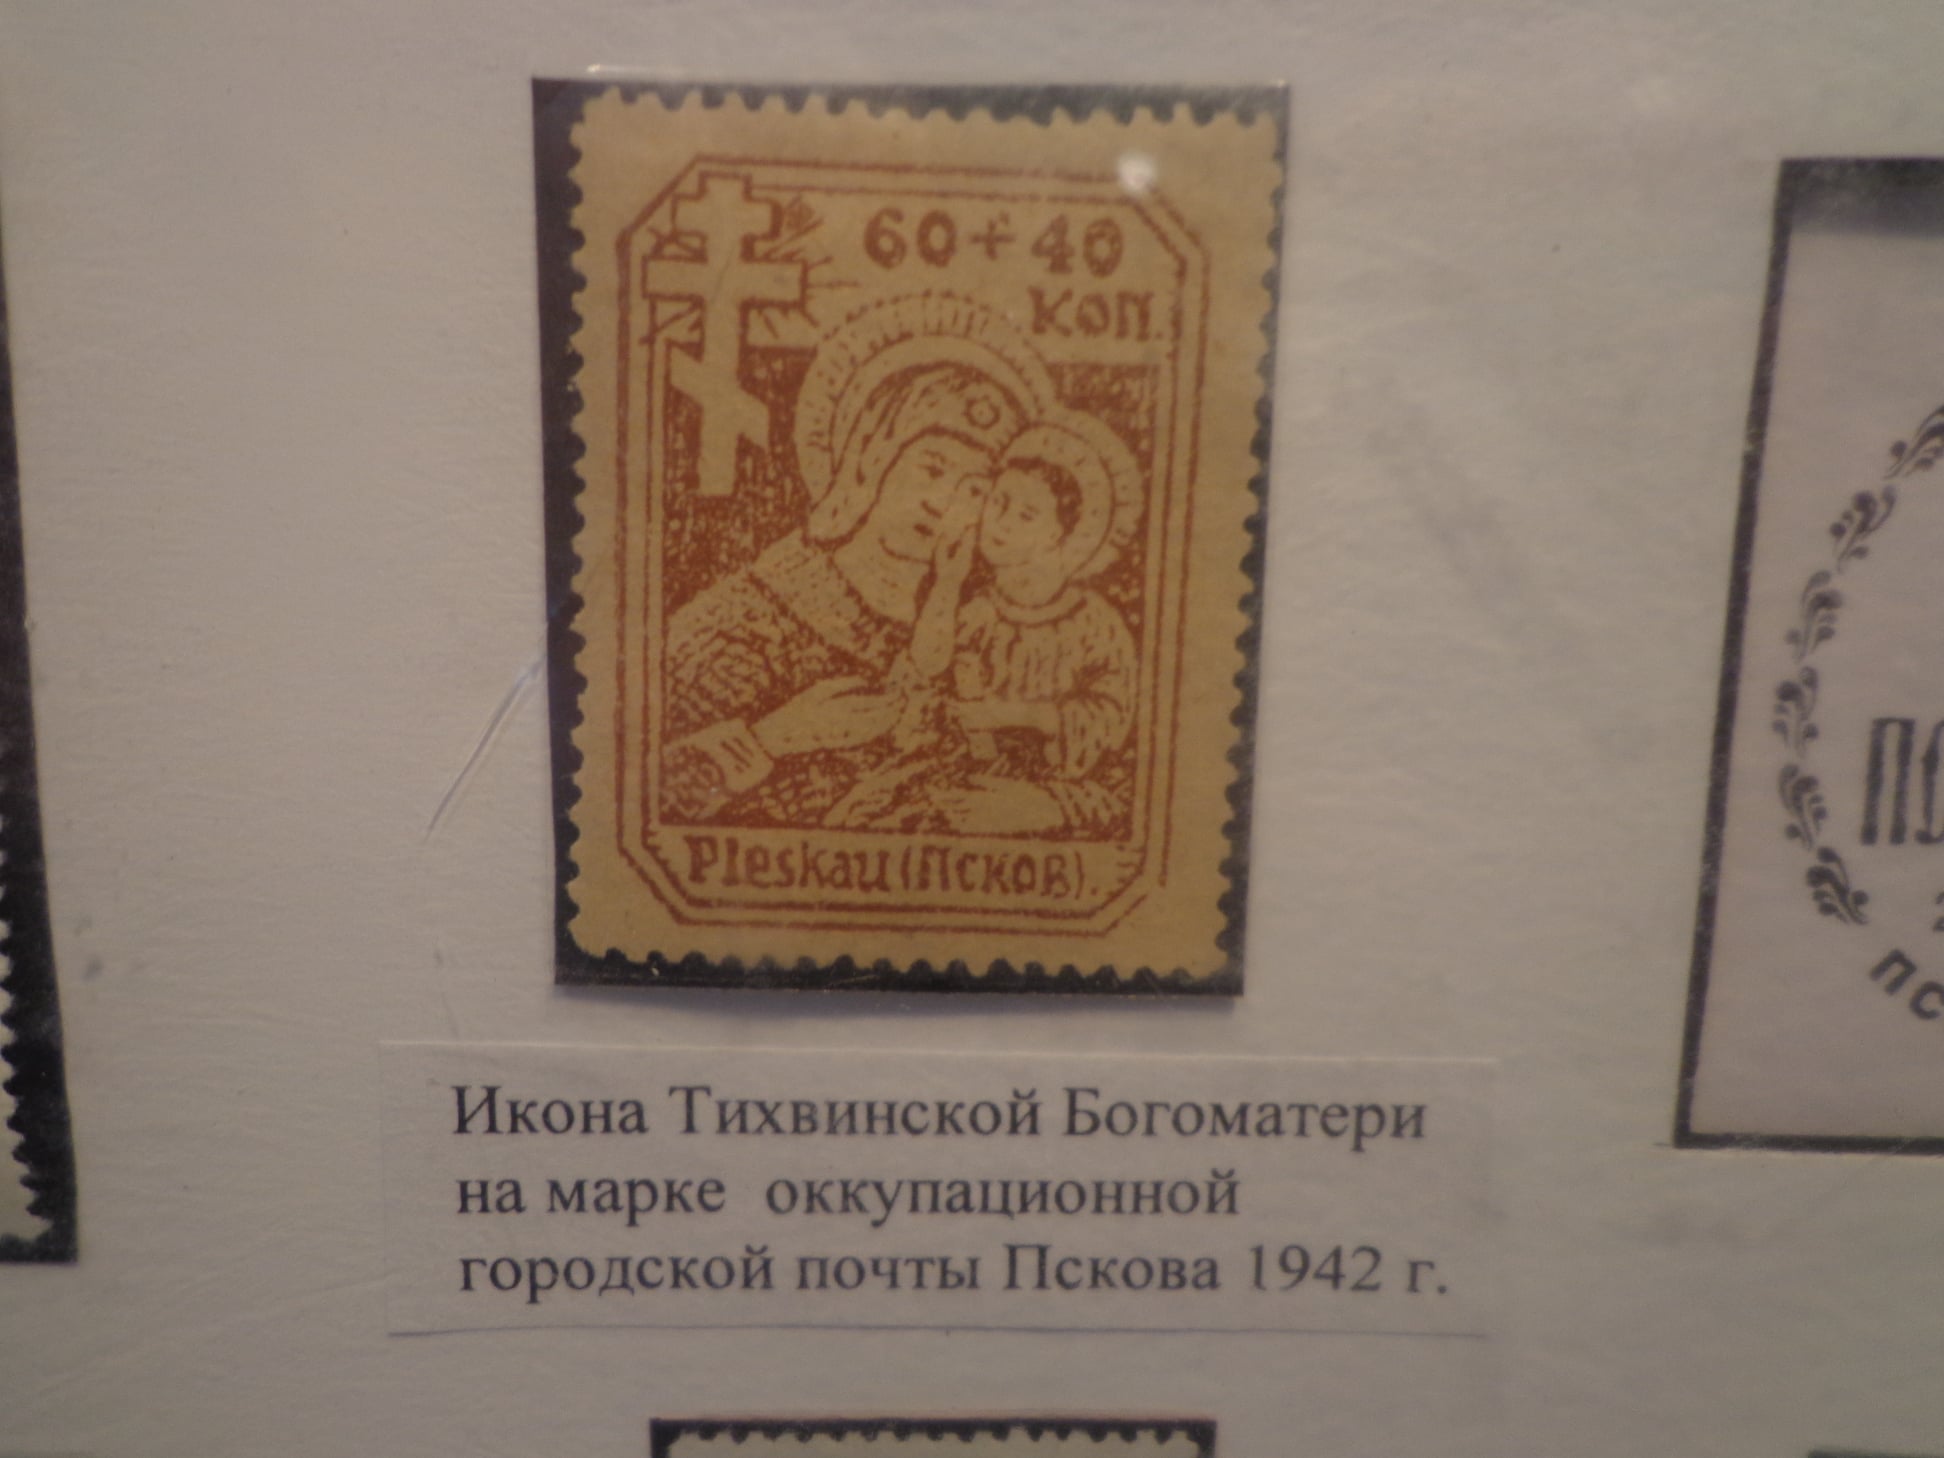 60+40
коп.
Pleskau (Псков).
Икона Тихвинской Богоматери
на марке оккупационной
городской почты Пскова 1942 г.